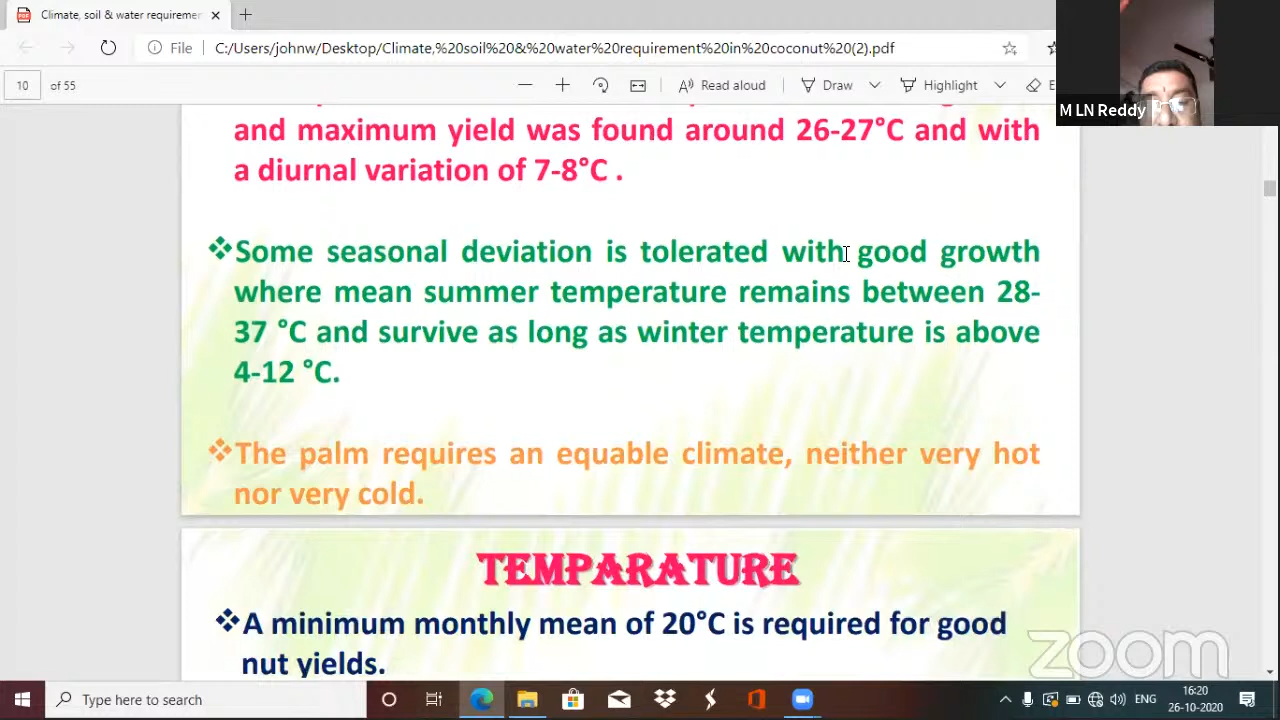 Climate, soil & water requiremen
File
C:/Users/johnw/Desktop/Climate,%20soil%20&%20water%20requirement%20in%20coconut%20(2).pdf
10 of 55
Read aloud
Draw
Highlight
E
M LN Reddy
and maximum yield was found around 26-27°C and with
a diurnal variation of 7-8°C .
❖Some seasonal deviation is tolerated with good growth
where mean summer temperature remains between 28-
37 °C and survive as long as winter temperature is above
4-12 °C.
❖The palm requires an equable climate, neither very hot
nor very cold.
TEMPARATURE
❖A minimum monthly mean of 20°C is required for good
nut yields.
zoom
Type here to search
ENG
16:20
26-10-2020